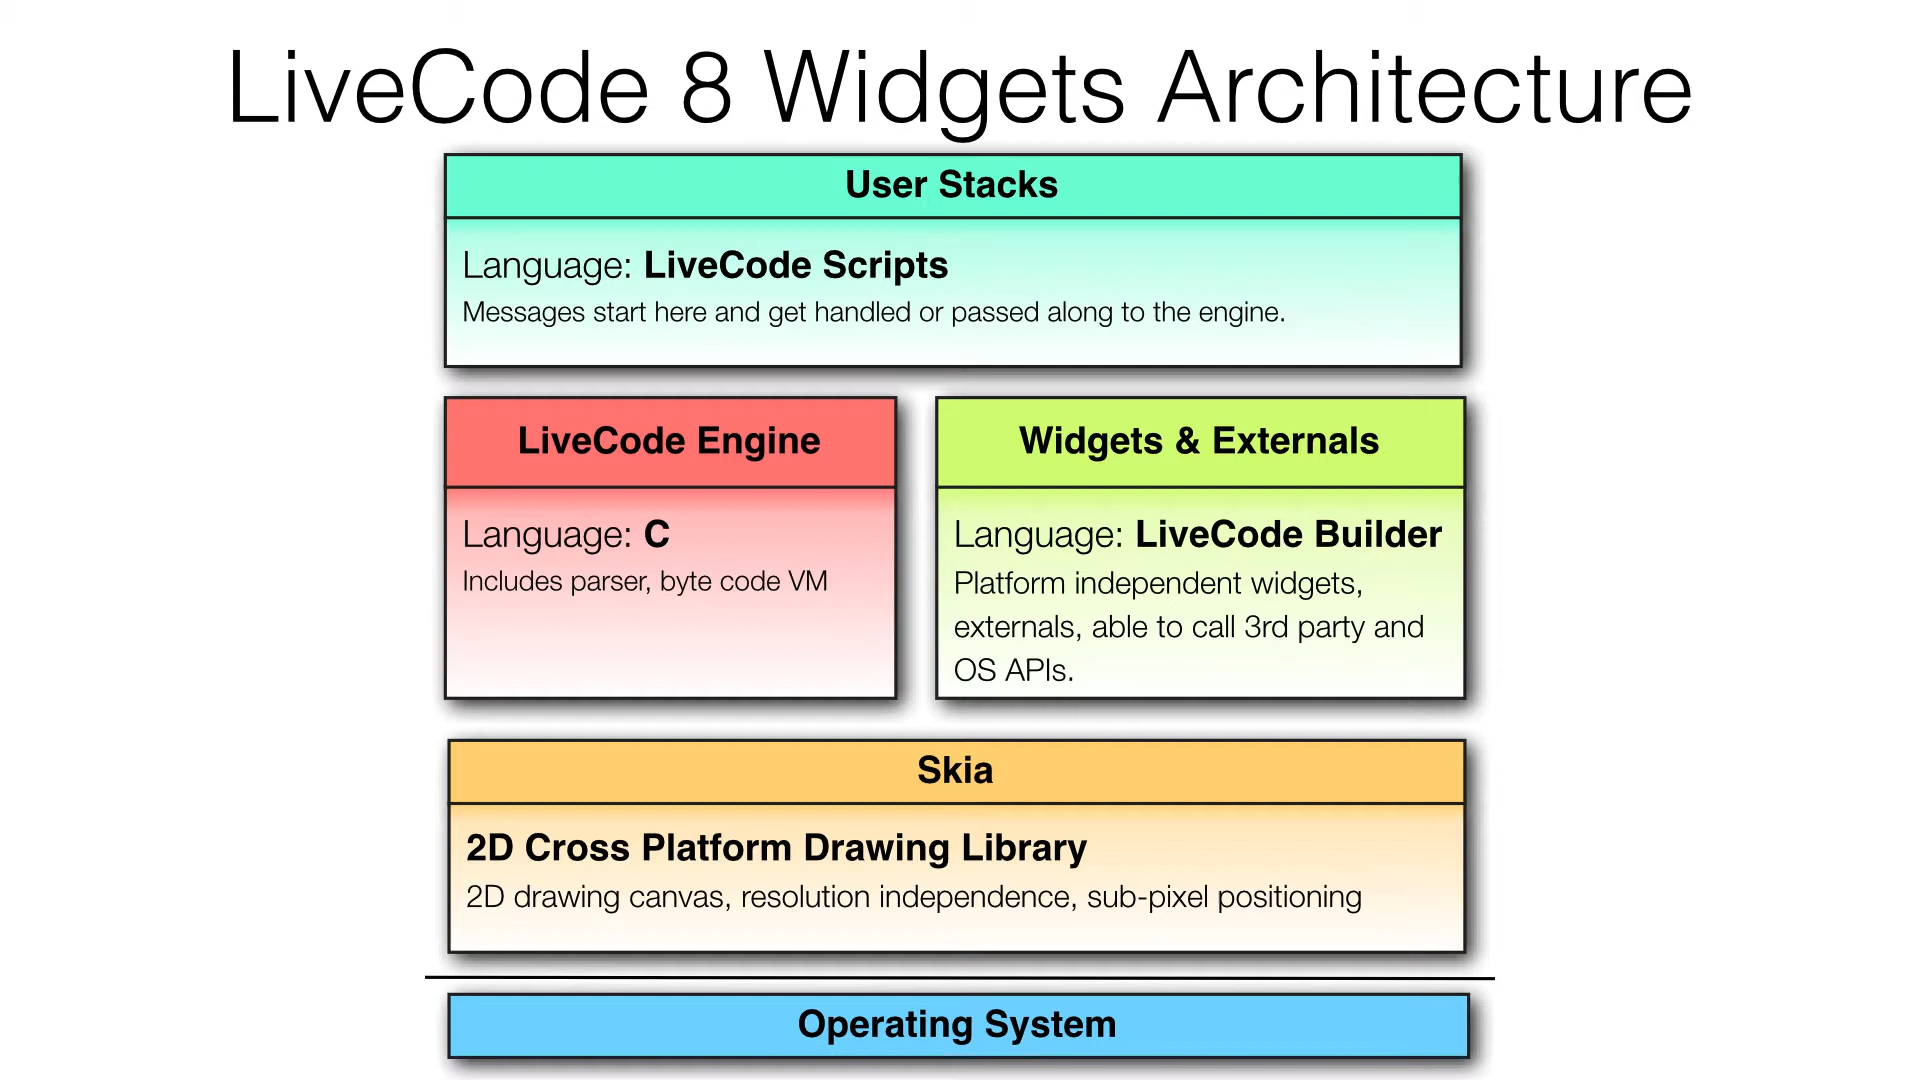 LiveCode 8 Widgets Architecture
User Stacks
Language: LiveCode Scripts
Messages start here and get handled or passed along to the engine.
LiveCode Engine
Language: C
Includes parser, byte code VM
Widgets & Externals
Language: LiveCode Builder
Platform independent widgets,
externals, able to call 3rd party and
OS APIs.
Skia
2D Cross Platform Drawing Library
2D drawing canvas, resolution independence, sub-pixel positioning
Operating System